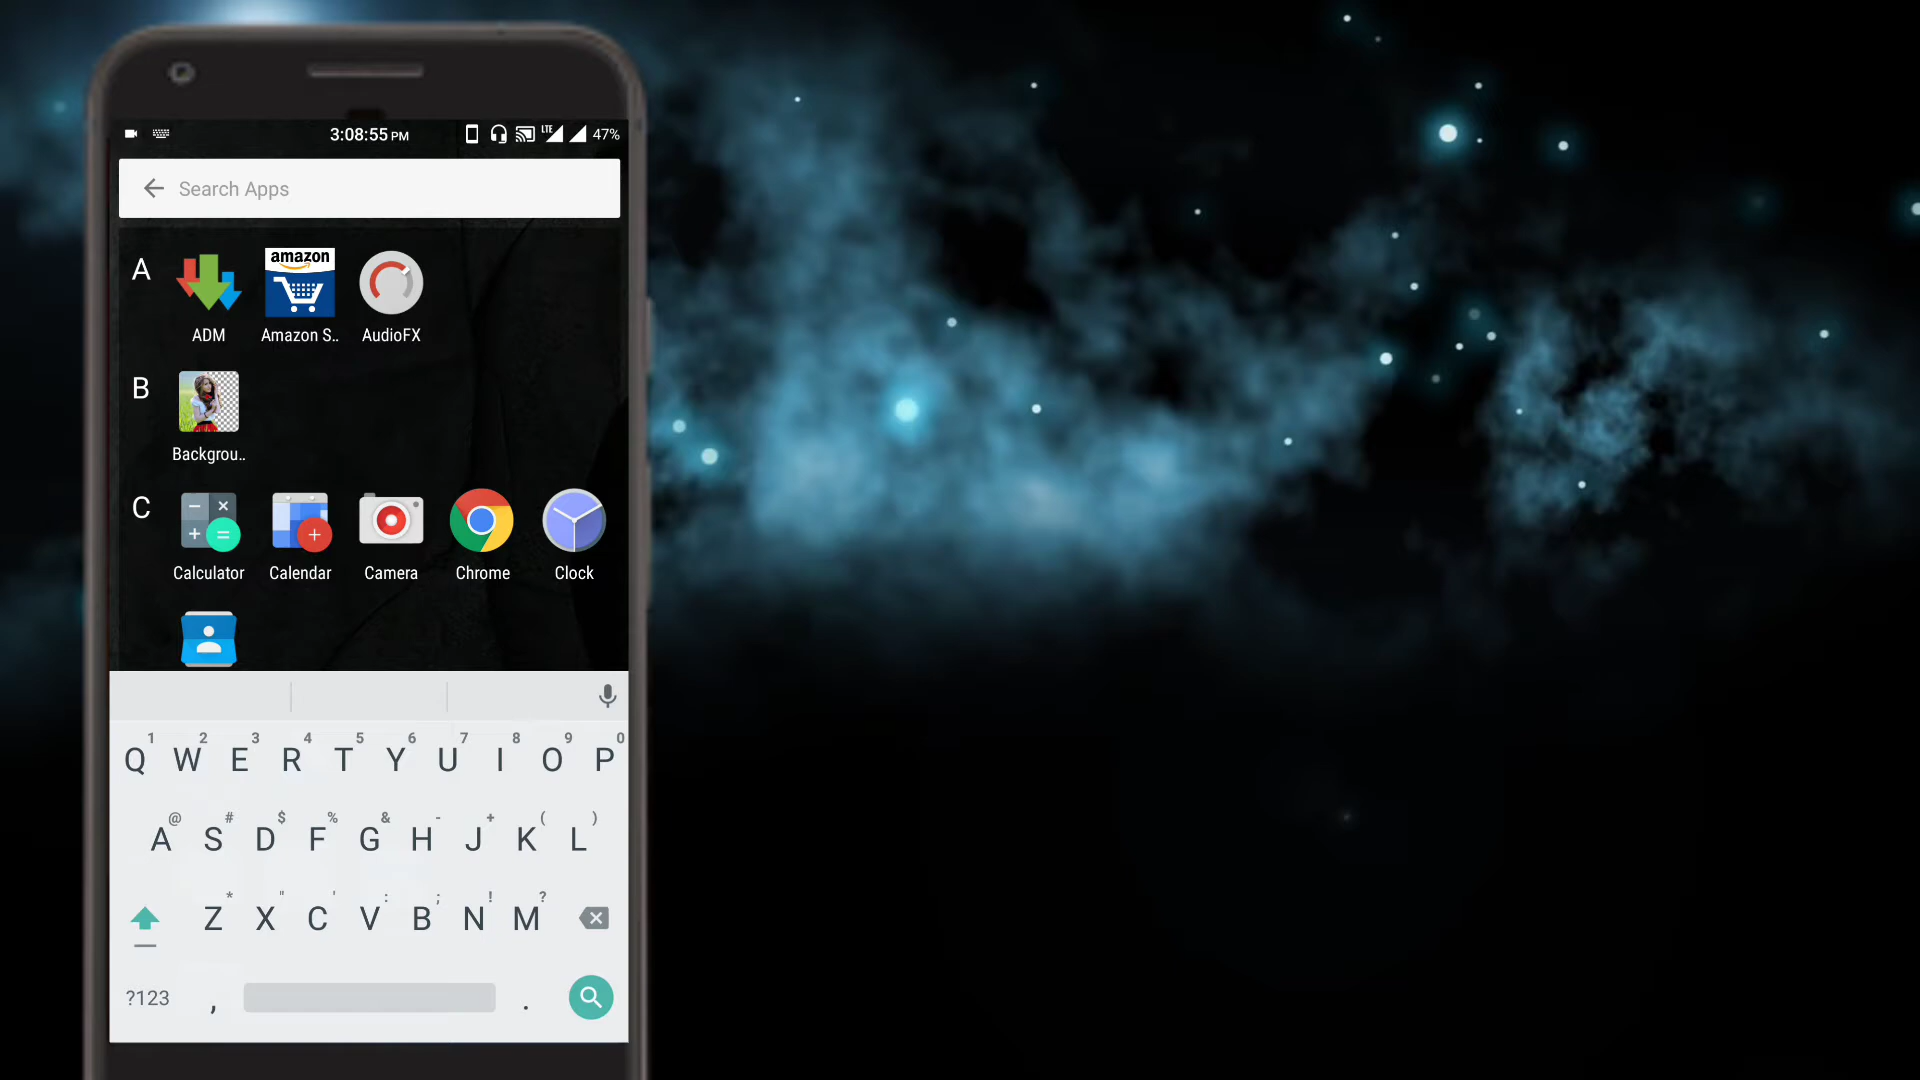 3:08:55 PM LTE 47%
Search Apps
A
amazon
ADM Amazon S.. AudioFX
B
Backgrou..
C
Calculator Calendar Camera Chrome Clock
1 2 3 4 5 6 7 8 9 0
Q W E R T Y U I O P
@ # $ % & - + ( )
A S D F G H J K L
* " ' : ; ! ?
Z X C V B N M
?123 , .